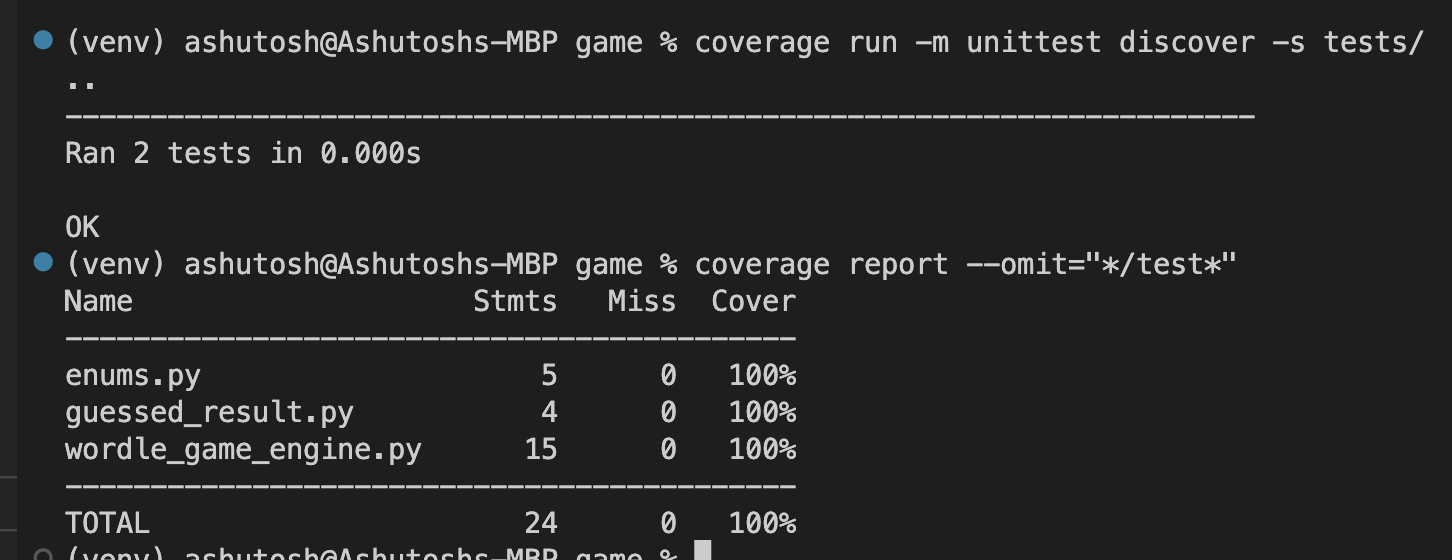 (venv) ashutosh@Ashutoshs-MBP game % coverage run -m unittest discover -s tests/
..
----------------------------------------------------------------------
Ran 2 tests in 0.000s
OK
(venv) ashutosh@Ashutoshs-MBP game % coverage report --omit="*/test*"
Name                    Stmts   Miss  Cover
-------------------------------------------
enums.py                    5      0   100%
guessed_result.py           4      0   100%
wordle_game_engine.py      15      0   100%
-------------------------------------------
TOTAL                      24      0   100%
(venv) ashutosh@Ashutoshs-MBP game %